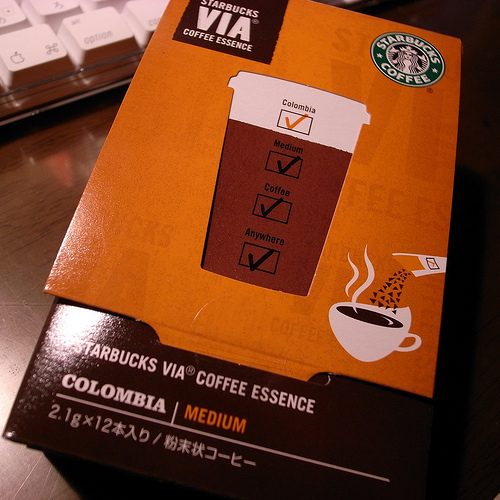 option
⌘
STARBUCKS
VIA®
COFFEE ESSENCE
STARBUCKS
COFFEE
®
Colombia
Medium
Coffee
Anywhere
STARBUCKS VIA® COFFEE ESSENCE
COLOMBIA | MEDIUM
2.1g×12本入り / 粉末状コーヒー